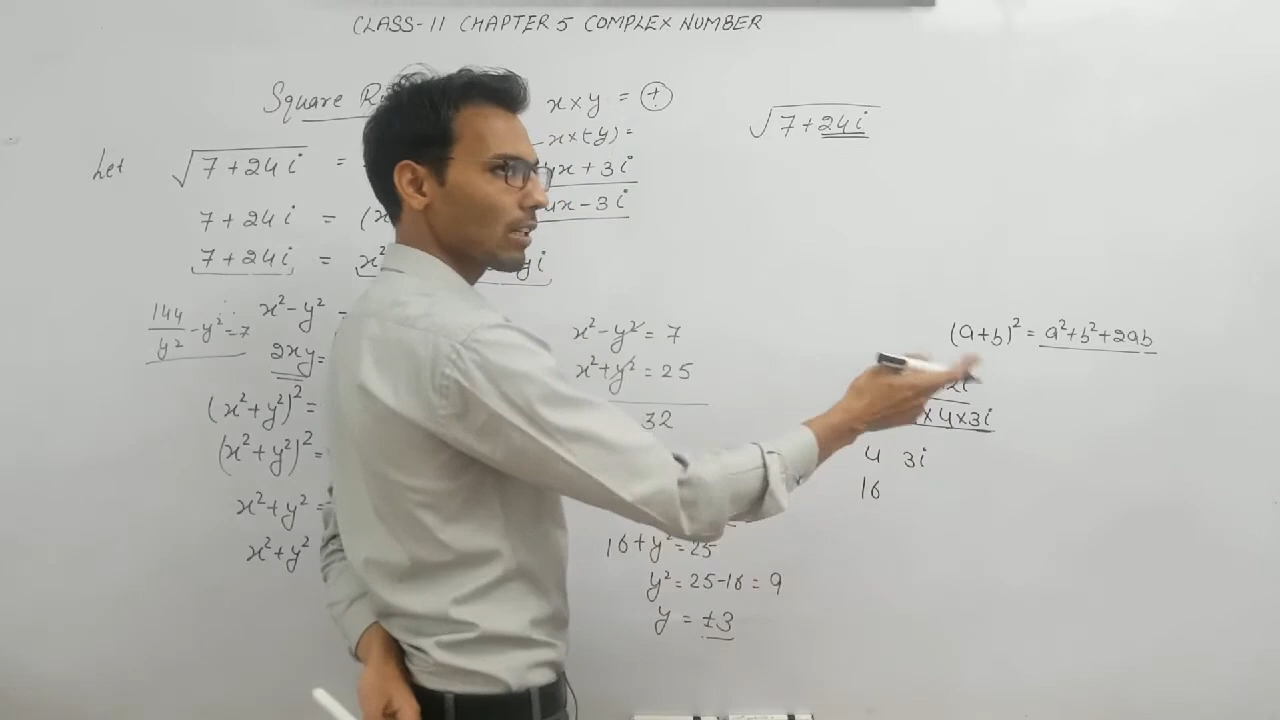 CLASS-11 CHAPTER 5 COMPLEX NUMBER
Square
x × y = +
x × (-y) =
Let √7+24i =
4x + 3i
4x - 3i
7+24i = (x
7+24i = x² yi
144/y² - y² = 7
x² - y² =
2xy =
(x² + y²)² =
(x² + y²)² =
x² + y² =
x² + y²
x² - y² = 7
x² + y² = 25
32
16 + y² = 25
y² = 25-16 = 9
y = ±3
√7+24i
(a+b)² = a²+b²+2ab
2i
×4×3i
4 3i
16